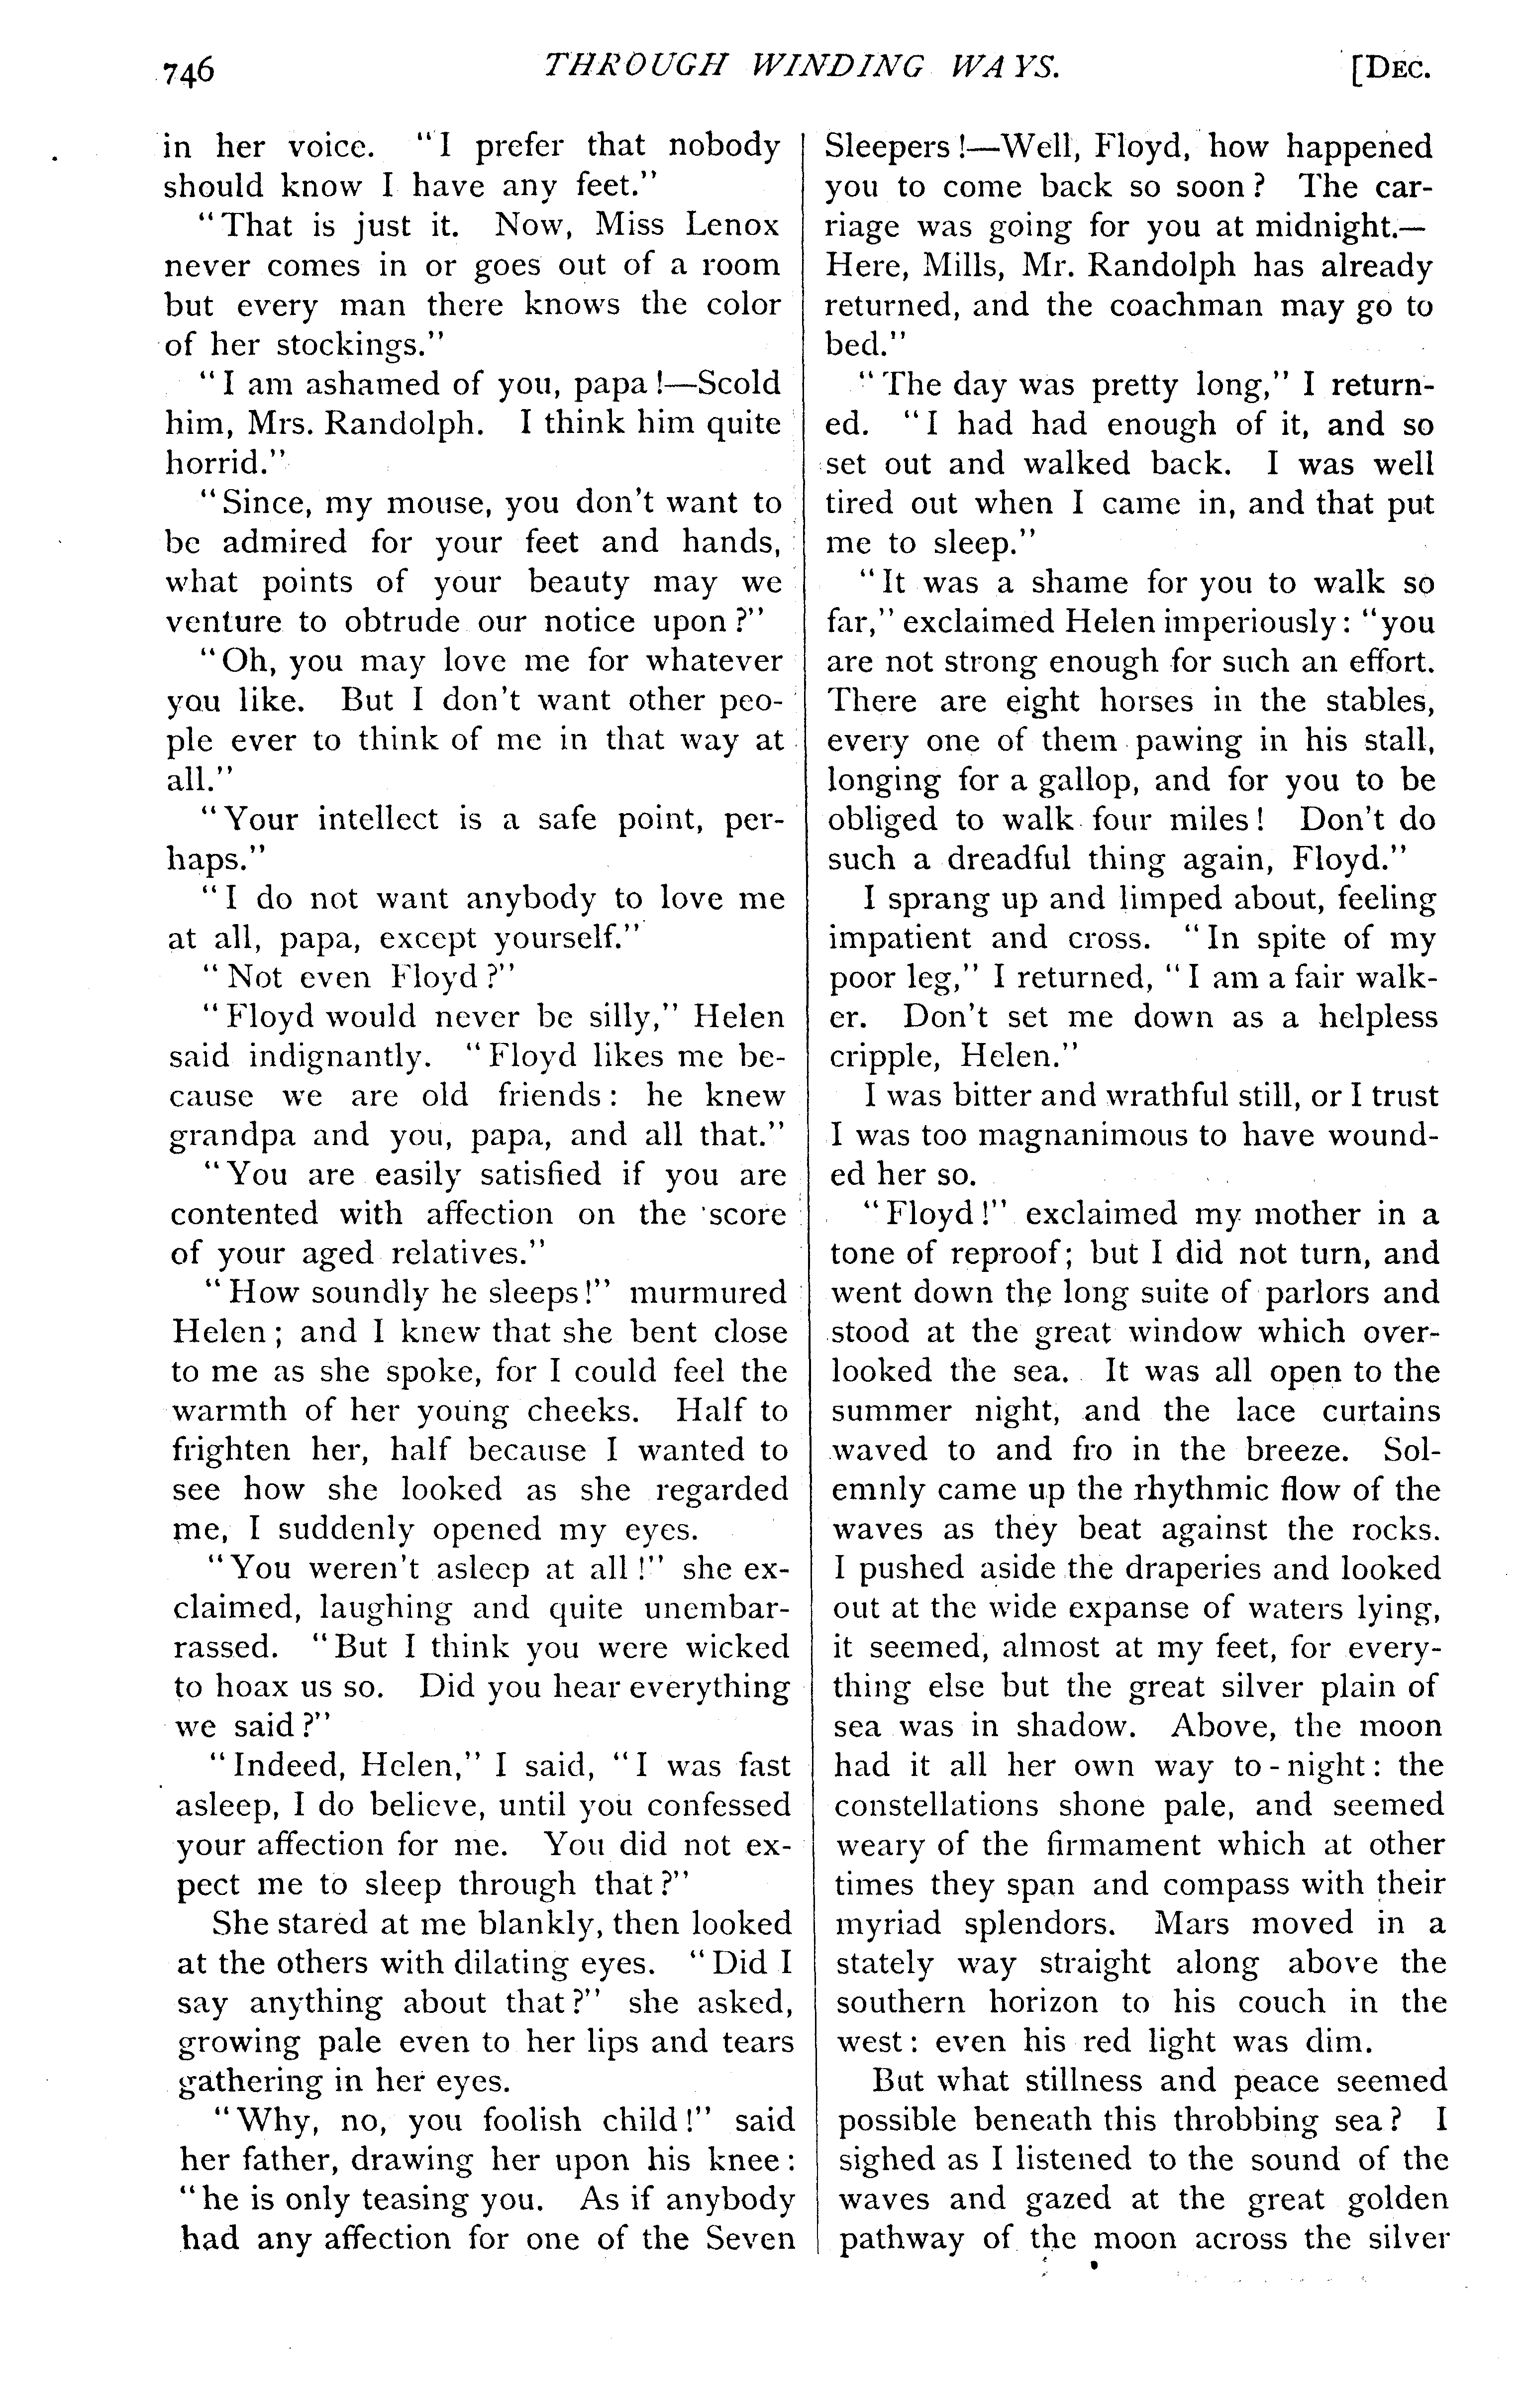 746 THROUGH WINDING WAYS. [DEC.
in her voice. "I prefer that nobody
should know I have any feet."
"That is just it. Now, Miss Lenox
never comes in or goes out of a room
but every man there knows the color
of her stockings."
"I am ashamed of you, papa!—Scold
him, Mrs. Randolph. I think him quite
horrid."
"Since, my mouse, you don't want to
be admired for your feet and hands,
what points of your beauty may we
venture to obtrude our notice upon?"
"Oh, you may love me for whatever
you like. But I don't want other peo-
ple ever to think of me in that way at
all."
"Your intellect is a safe point, per-
haps."
"I do not want anybody to love me
at all, papa, except yourself."
"Not even Floyd?"
"Floyd would never be silly," Helen
said indignantly. "Floyd likes me be-
cause we are old friends: he knew
grandpa and you, papa, and all that."
"You are easily satisfied if you are
contented with affection on the score
of your aged relatives."
"How soundly he sleeps!" murmured
Helen; and I knew that she bent close
to me as she spoke, for I could feel the
warmth of her young cheeks. Half to
frighten her, half because I wanted to
see how she looked as she regarded
me, I suddenly opened my eyes.
"You weren't asleep at all!" she ex-
claimed, laughing and quite unembar-
rassed. "But I think you were wicked
to hoax us so. Did you hear everything
we said?"
"Indeed, Helen," I said, "I was fast
asleep, I do believe, until you confessed
your affection for me. You did not ex-
pect me to sleep through that?"
She stared at me blankly, then looked
at the others with dilating eyes. "Did I
say anything about that?" she asked,
growing pale even to her lips and tears
gathering in her eyes.
"Why, no, you foolish child!" said
her father, drawing her upon his knee:
"he is only teasing you. As if anybody
had any affection for one of the Seven
Sleepers!—Well, Floyd, how happened
you to come back so soon? The car-
riage was going for you at midnight.—
Here, Mills, Mr. Randolph has already
returned, and the coachman may go to
bed."
"The day was pretty long," I return-
ed. "I had had enough of it, and so
set out and walked back. I was well
tired out when I came in, and that put
me to sleep."
"It was a shame for you to walk so
far," exclaimed Helen imperiously: "you
are not strong enough for such an effort.
There are eight horses in the stables,
every one of them pawing in his stall,
longing for a gallop, and for you to be
obliged to walk four miles! Don't do
such a dreadful thing again, Floyd."
I sprang up and limped about, feeling
impatient and cross. "In spite of my
poor leg," I returned, "I am a fair walk-
er. Don't set me down as a helpless
cripple, Helen."
I was bitter and wrathful still, or I trust
I was too magnanimous to have wound-
ed her so.
"Floyd!" exclaimed my mother in a
tone of reproof; but I did not turn, and
went down the long suite of parlors and
stood at the great window which over-
looked the sea. It was all open to the
summer night, and the lace curtains
waved to and fro in the breeze. Sol-
emnly came up the rhythmic flow of the
waves as they beat against the rocks.
I pushed aside the draperies and looked
out at the wide expanse of waters lying,
it seemed, almost at my feet, for every-
thing else but the great silver plain of
sea was in shadow. Above, the moon
had it all her own way to-night: the
constellations shone pale, and seemed
weary of the firmament which at other
times they span and compass with their
myriad splendors. Mars moved in a
stately way straight along above the
southern horizon to his couch in the
west: even his red light was dim.
But what stillness and peace seemed
possible beneath this throbbing sea? I
sighed as I listened to the sound of the
waves and gazed at the great golden
pathway of the moon across the silver